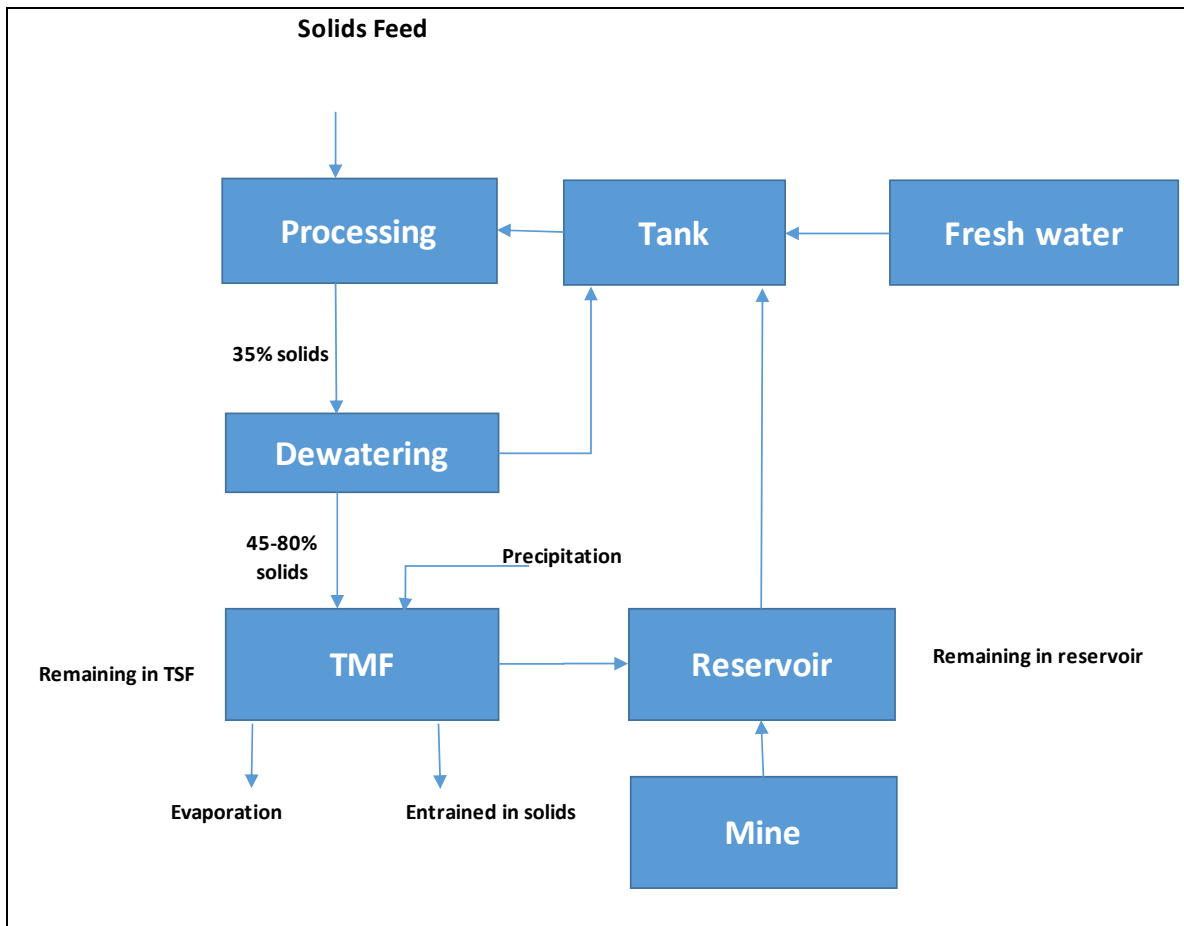 Solids Feed
Processing
Tank
Fresh water
35% solids
Dewatering
45-80%
solids
Precipitation
TMF
Reservoir
Remaining in TSF
Remaining in reservoir
Evaporation
Entrained in solids
Mine